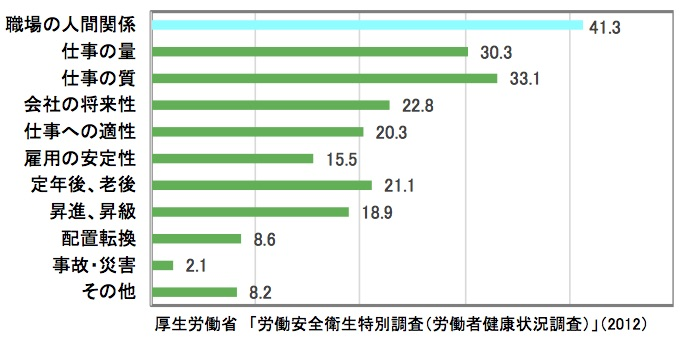 職場の人間関係 41.3
仕事の量 30.3
仕事の質 33.1
会社の将来性 22.8
仕事への適性 20.3
雇用の安定性 15.5
定年後、老後 21.1
昇進、昇級 18.9
配置転換 8.6
事故・災害 2.1
その他 8.2
厚生労働省 「労働安全衛生特別調査(労働者健康状況調査)」(2012)